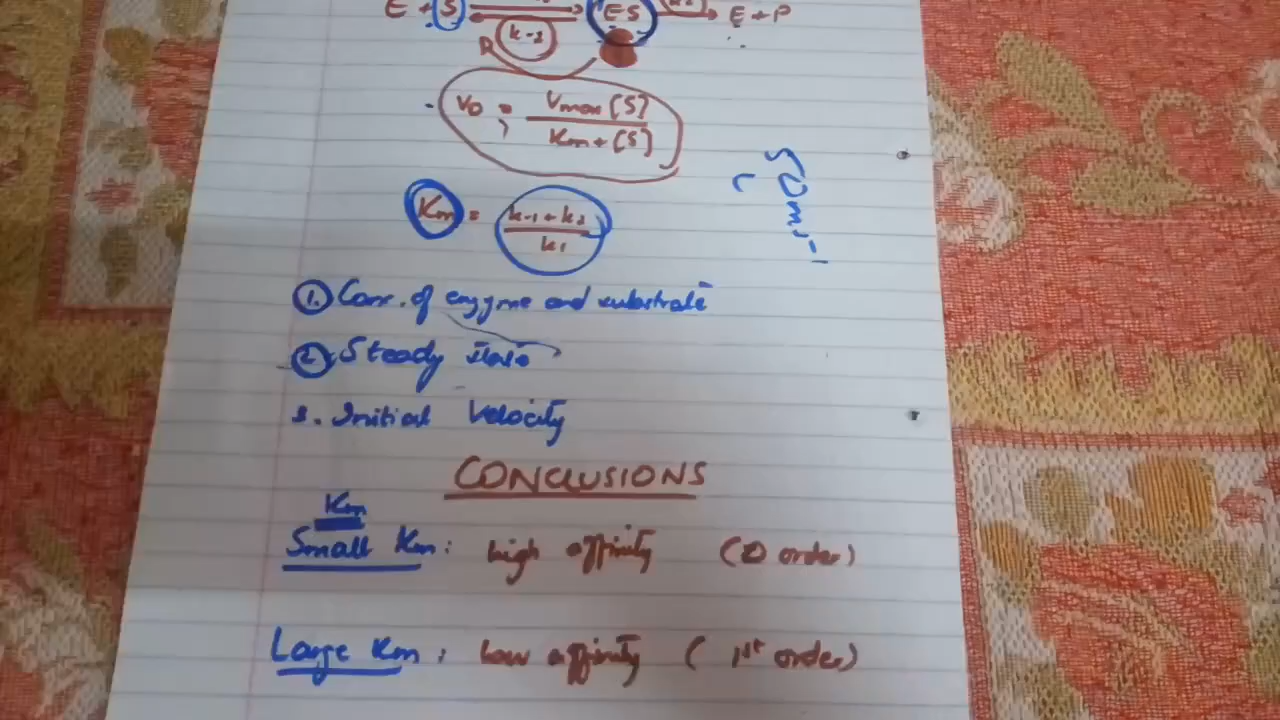 E + S ES E + P
k-1
V0 = Vmax [S]
Km + [S]
Km = k-1 + k2
k1
1. Conc. of enzyme and substrate
2. Steady state
3. Initial Velocity
CONCLUSIONS
Km
Small Km: high affinity (0 order)
Large Km: low affinity (1st order)